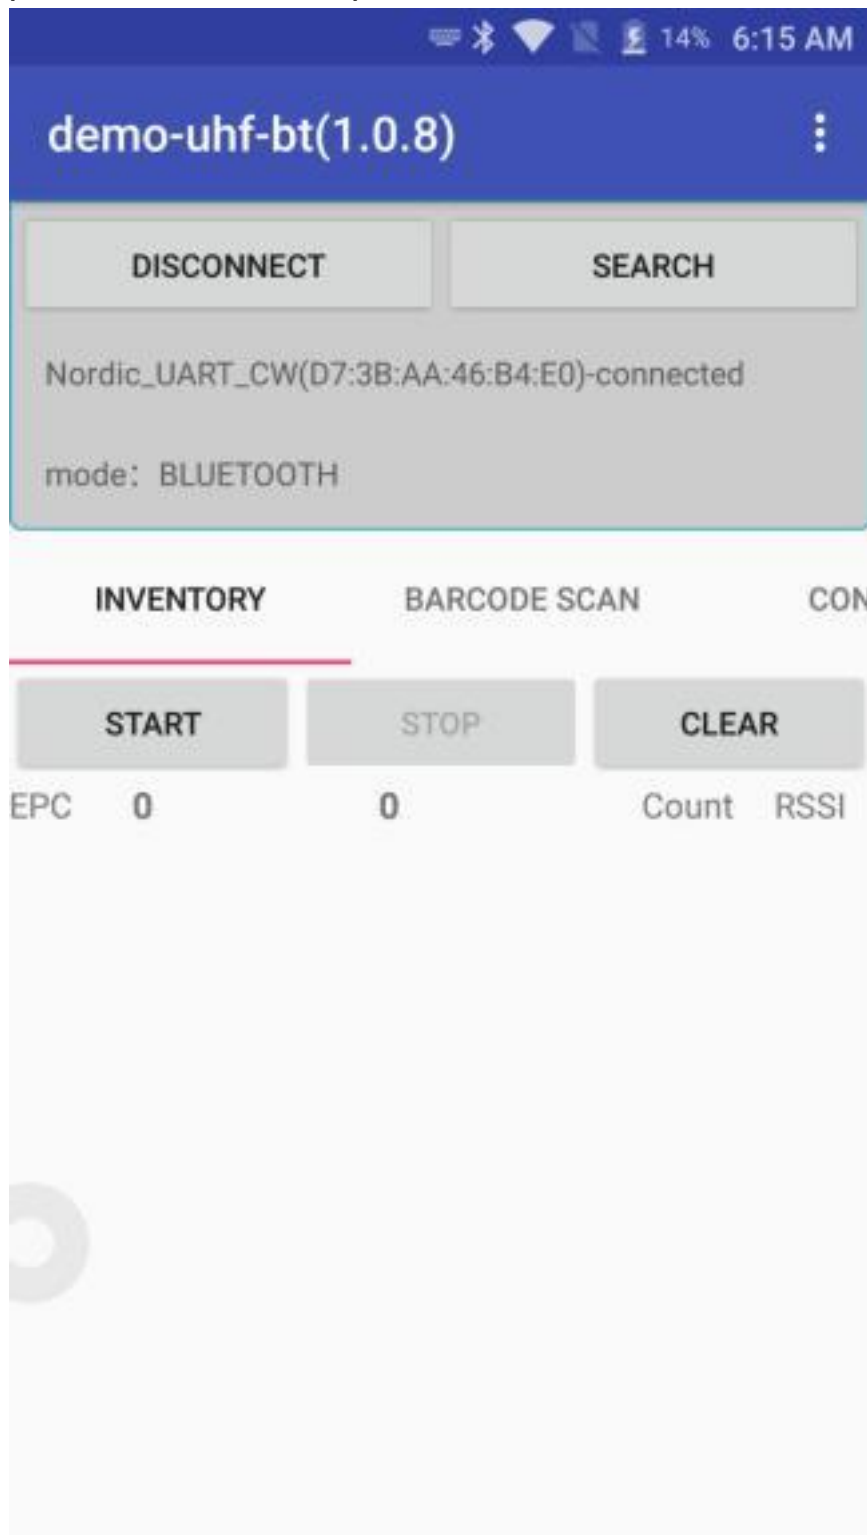 14% 6:15 AM
demo-uhf-bt(1.0.8)
DISCONNECT SEARCH
Nordic_UART_CW(D7:3B:AA:46:B4:E0)-connected
mode: BLUETOOTH
INVENTORY BARCODE SCAN CON
START STOP CLEAR
EPC 0 0 Count RSSI